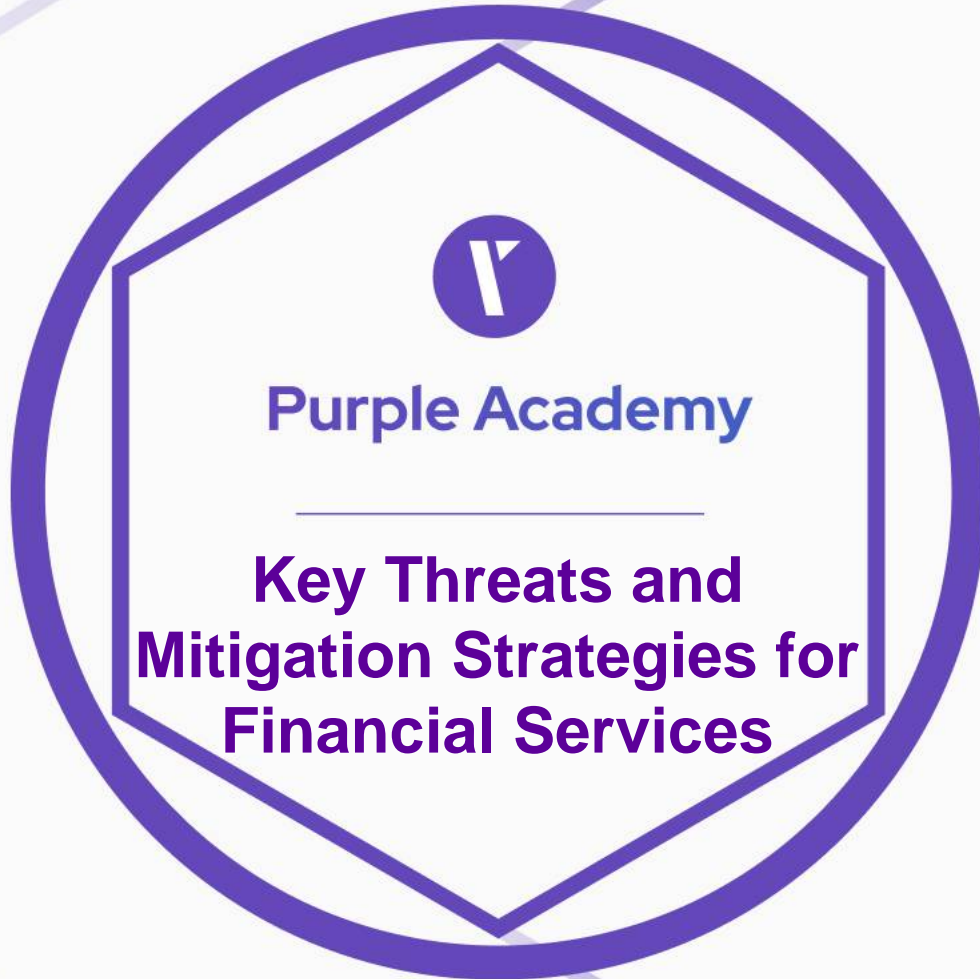 Purple Academy
Key Threats and
Mitigation Strategies for
Financial Services